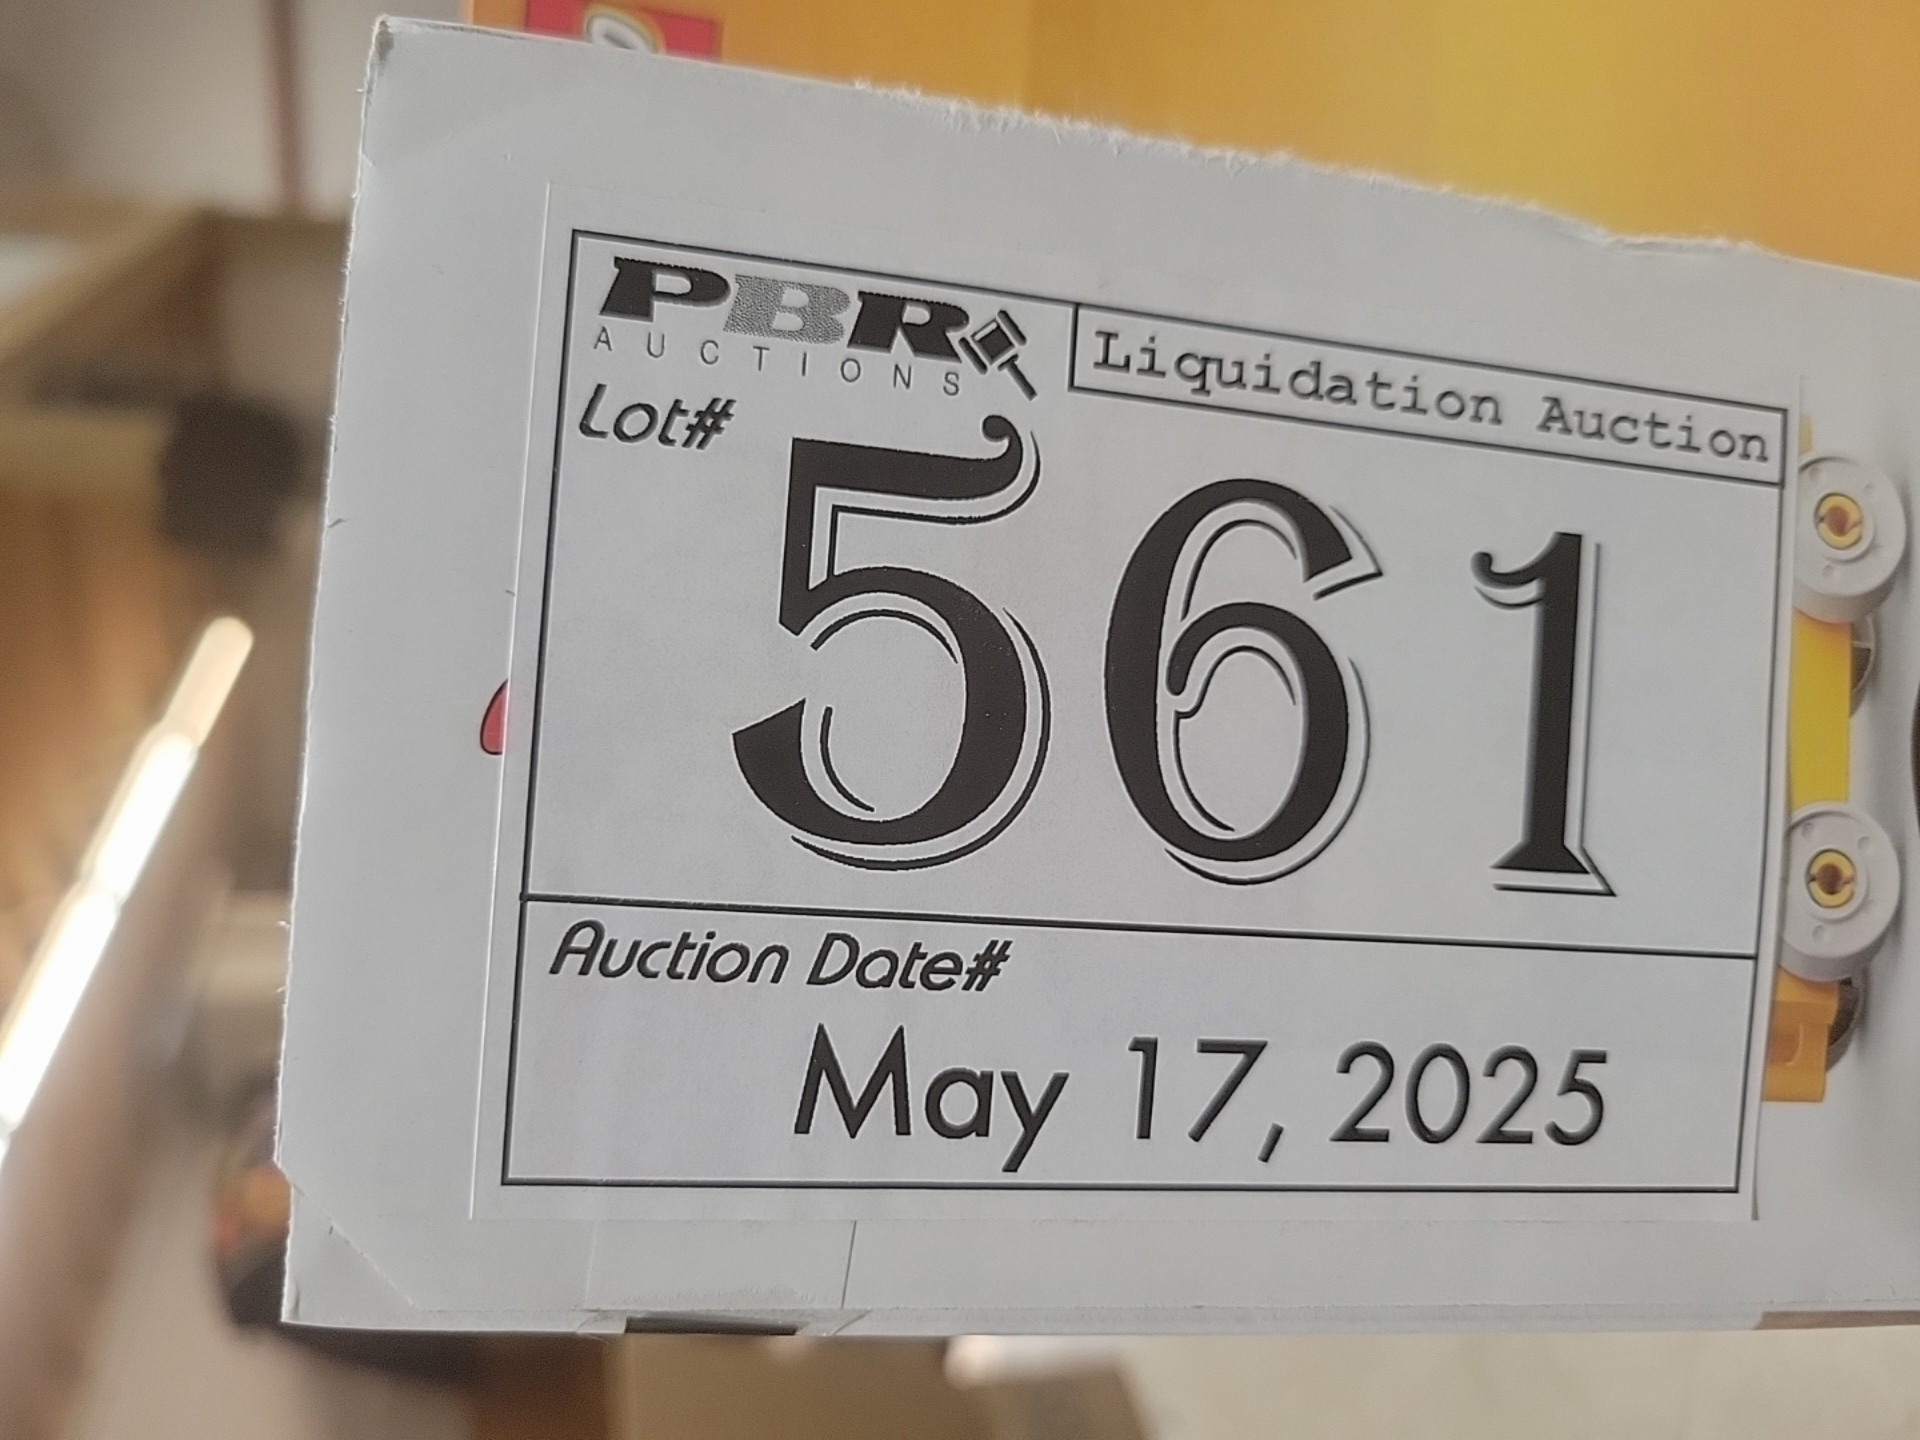 PBR
AUCTIONS
Liquidation Auction
Lot#
561
Auction Date#
May 17, 2025